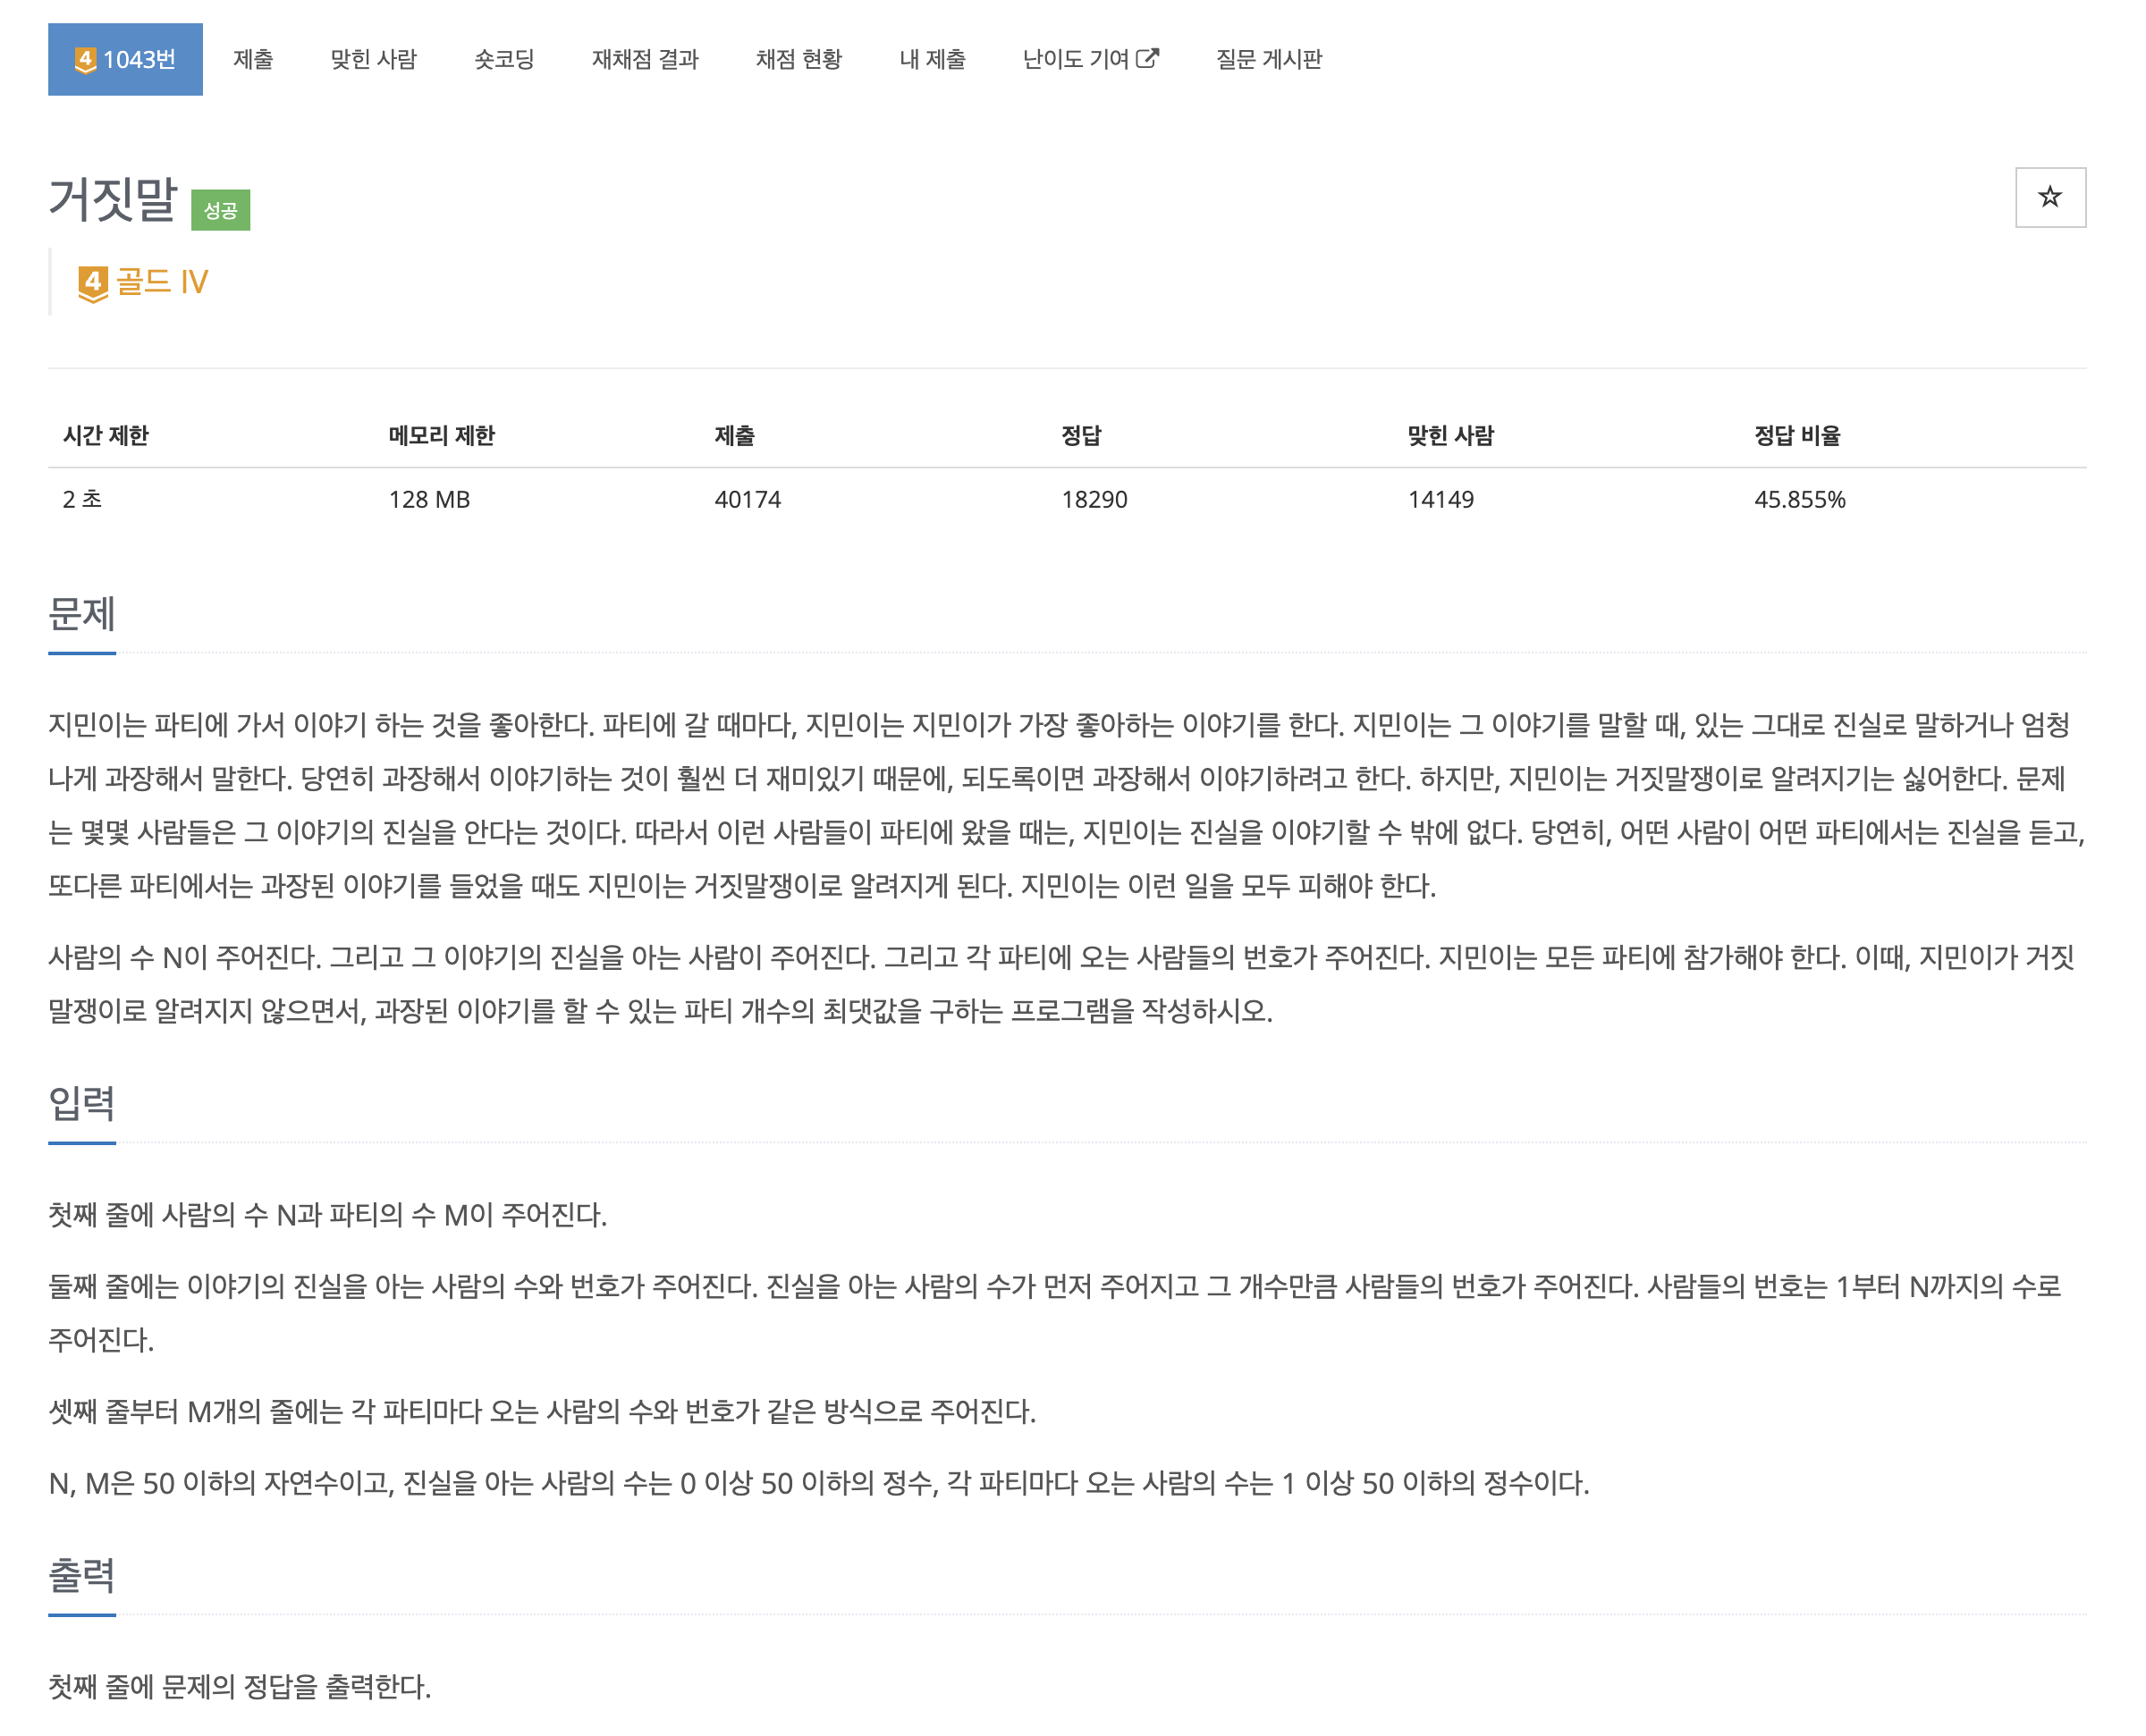 4 1043번 제출 맞힌 사람 숏코딩 재채점 결과 채점 현황 내 제출 난이도 기여 질문 게시판
거짓말 성공
4 골드 IV
시간 제한 메모리 제한 제출 정답 맞힌 사람 정답 비율
2 초 128 MB 40174 18290 14149 45.855%
문제
지민이는 파티에 가서 이야기 하는 것을 좋아한다. 파티에 갈 때마다, 지민이는 지민이가 가장 좋아하는 이야기를 한다. 지민이는 그 이야기를 말할 때, 있는 그대로 진실로 말하거나 엄청
나게 과장해서 말한다. 당연히 과장해서 이야기하는 것이 훨씬 더 재미있기 때문에, 되도록이면 과장해서 이야기하려고 한다. 하지만, 지민이는 거짓말쟁이로 알려지기는 싫어한다. 문제
는 몇몇 사람들은 그 이야기의 진실을 안다는 것이다. 따라서 이런 사람들이 파티에 왔을 때는, 지민이는 진실을 이야기할 수 밖에 없다. 당연히, 어떤 사람이 어떤 파티에서는 진실을 듣고,
또다른 파티에서는 과장된 이야기를 들었을 때도 지민이는 거짓말쟁이로 알려지게 된다. 지민이는 이런 일을 모두 피해야 한다.
사람의 수 N이 주어진다. 그리고 그 이야기의 진실을 아는 사람이 주어진다. 그리고 각 파티에 오는 사람들의 번호가 주어진다. 지민이는 모든 파티에 참가해야 한다. 이때, 지민이가 거짓
말쟁이로 알려지지 않으면서, 과장된 이야기를 할 수 있는 파티 개수의 최댓값을 구하는 프로그램을 작성하시오.
입력
첫째 줄에 사람의 수 N과 파티의 수 M이 주어진다.
둘째 줄에는 이야기의 진실을 아는 사람의 수와 번호가 주어진다. 진실을 아는 사람의 수가 먼저 주어지고 그 개수만큼 사람들의 번호가 주어진다. 사람들의 번호는 1부터 N까지의 수로
주어진다.
셋째 줄부터 M개의 줄에는 각 파티마다 오는 사람의 수와 번호가 같은 방식으로 주어진다.
N, M은 50 이하의 자연수이고, 진실을 아는 사람의 수는 0 이상 50 이하의 정수, 각 파티마다 오는 사람의 수는 1 이상 50 이하의 정수이다.
출력
첫째 줄에 문제의 정답을 출력한다.